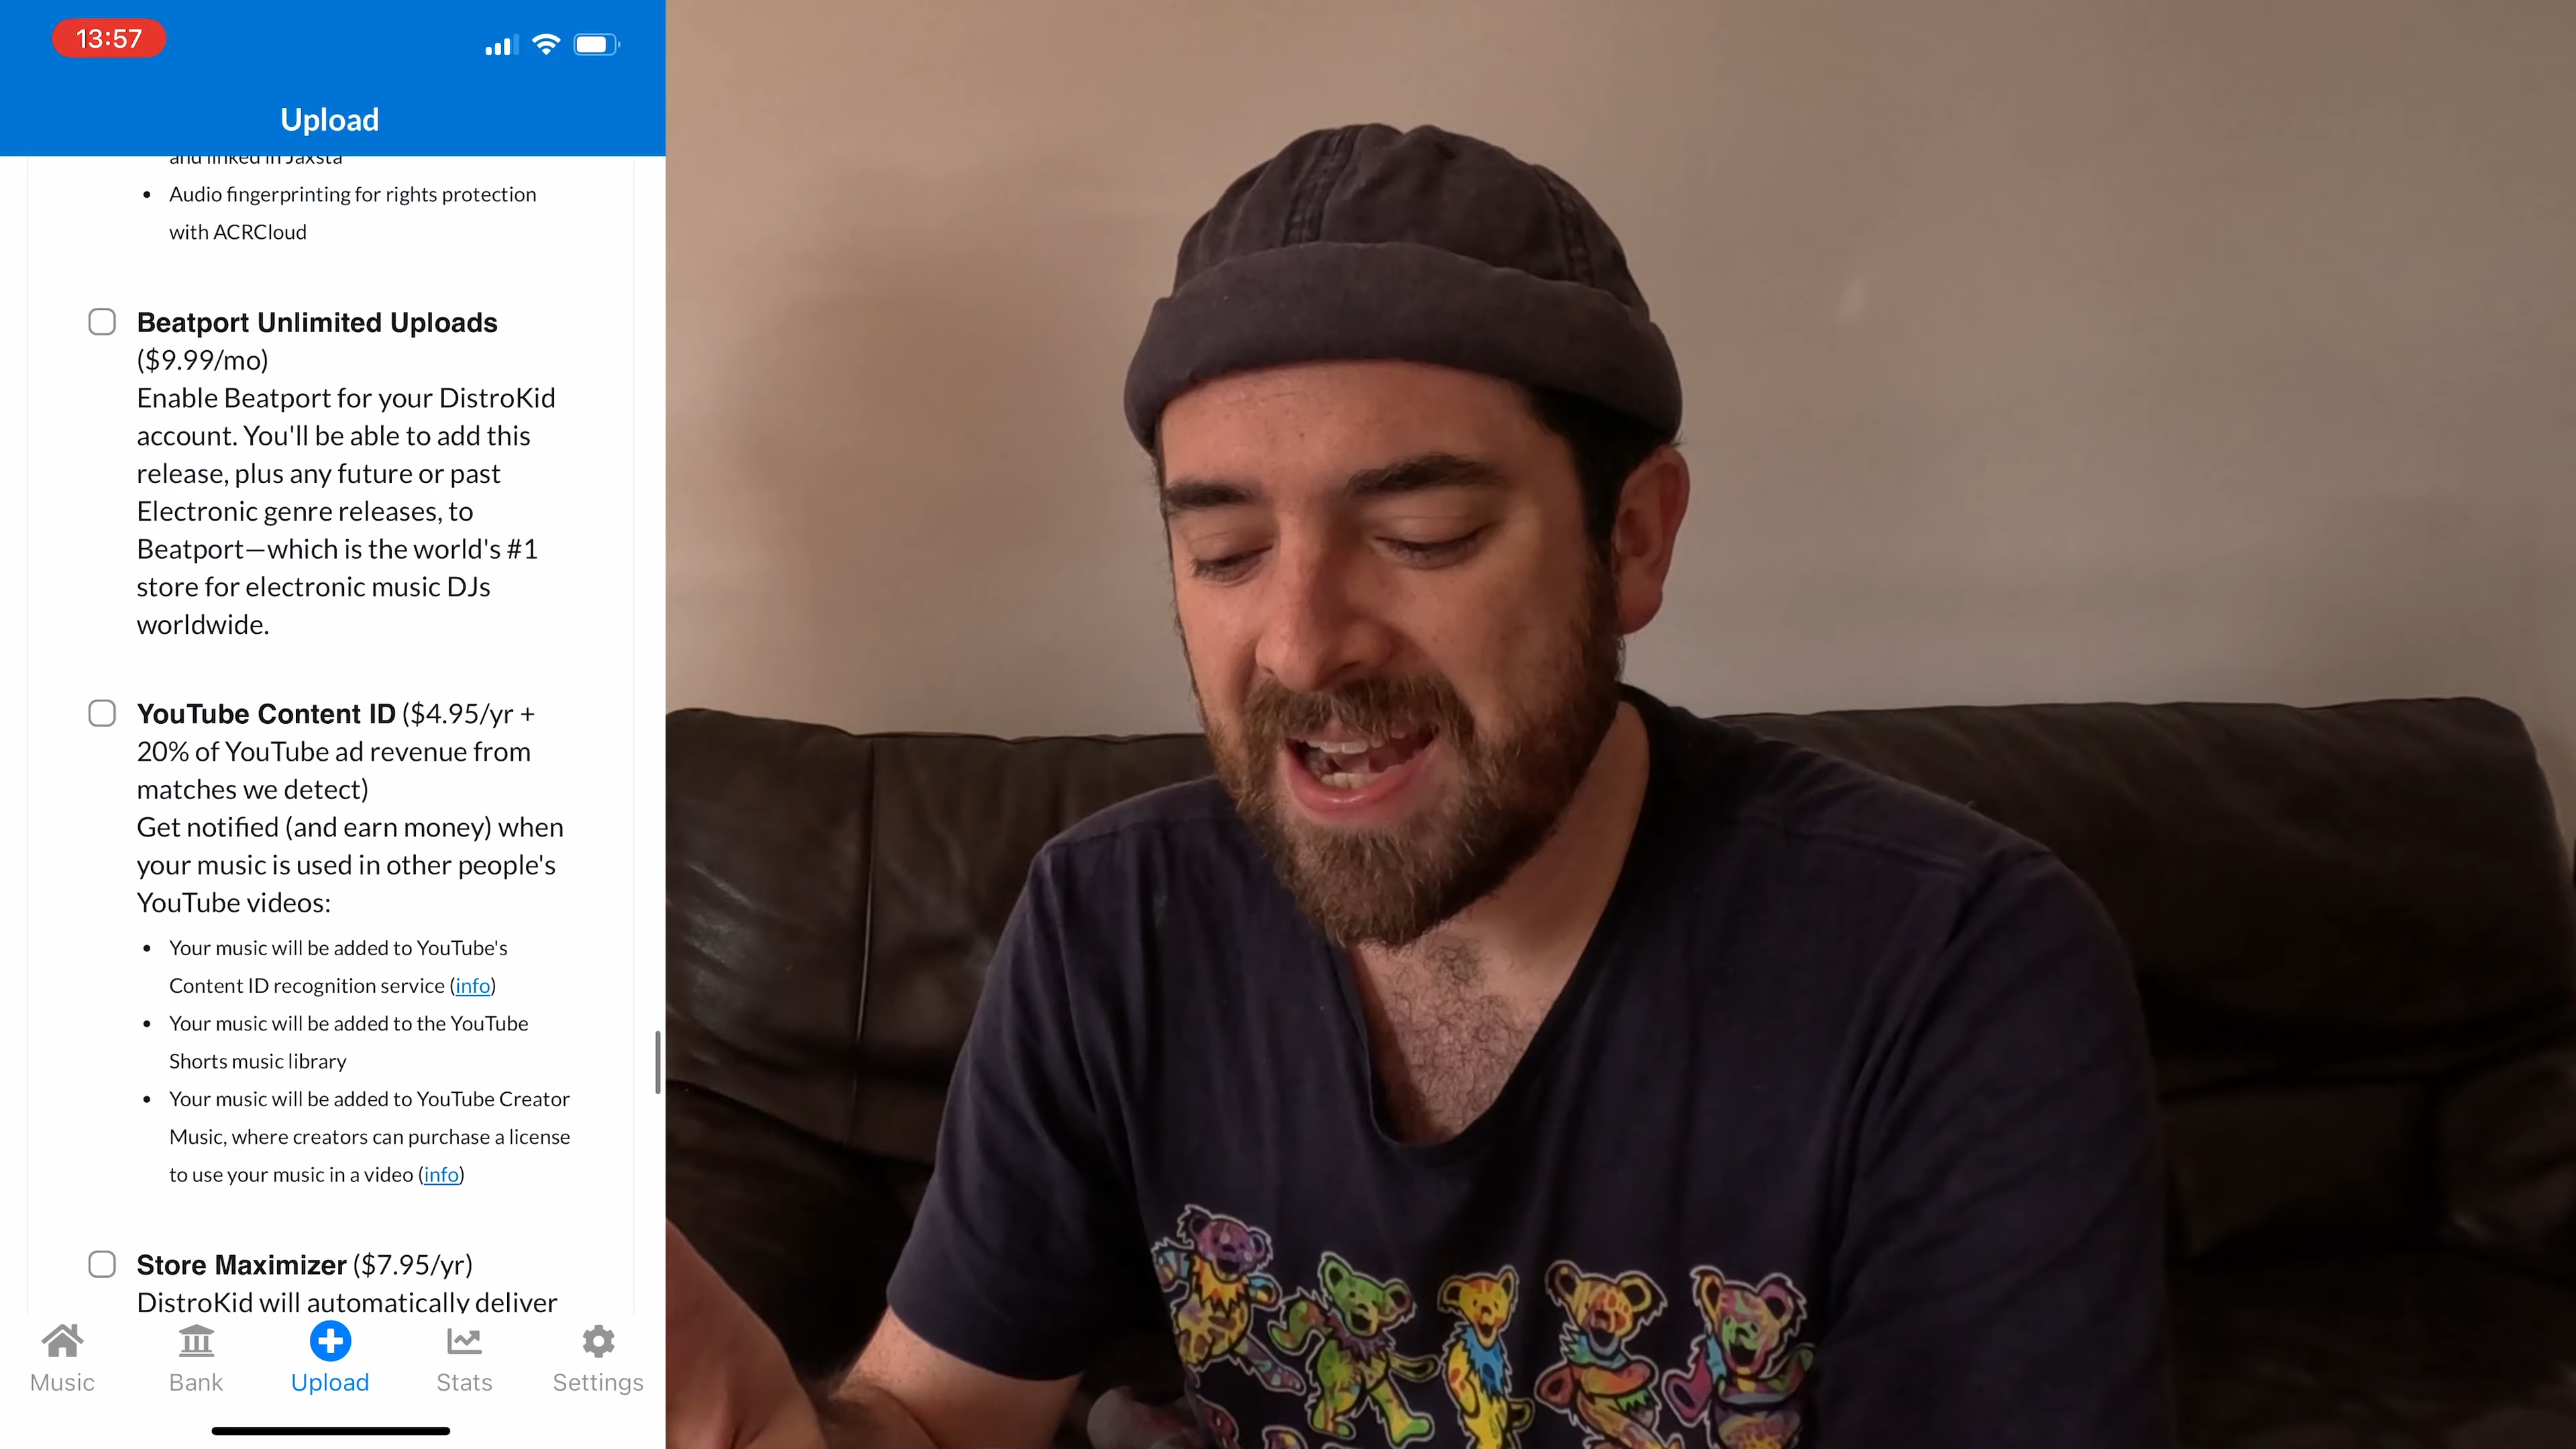 13:57
Upload
and linked in Jaxsta
• Audio fingerprinting for rights protection
with ACRCloud
Beatport Unlimited Uploads
($9.99/mo)
Enable Beatport for your DistroKid
account. You'll be able to add this
release, plus any future or past
Electronic genre releases, to
Beatport—which is the world's #1
store for electronic music DJs
worldwide.
YouTube Content ID ($4.95/yr +
20% of YouTube ad revenue from
matches we detect)
Get notified (and earn money) when
your music is used in other people's
YouTube videos:
• Your music will be added to YouTube's
Content ID recognition service (info)
• Your music will be added to the YouTube
Shorts music library
• Your music will be added to YouTube Creator
Music, where creators can purchase a license
to use your music in a video (info)
Store Maximizer ($7.95/yr)
DistroKid will automatically deliver
Music Bank Upload Stats Settings